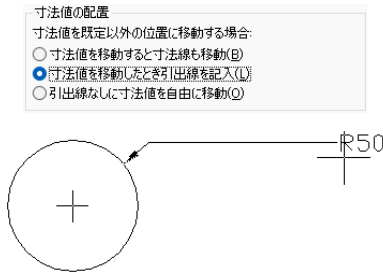 寸法値の配置
寸法値を既定以外の位置に移動する場合:
寸法値を移動すると寸法線も移動(B)
寸法値を移動したとき引出線を記入(L)
引出線なしに寸法値を自由に移動(O)
R50